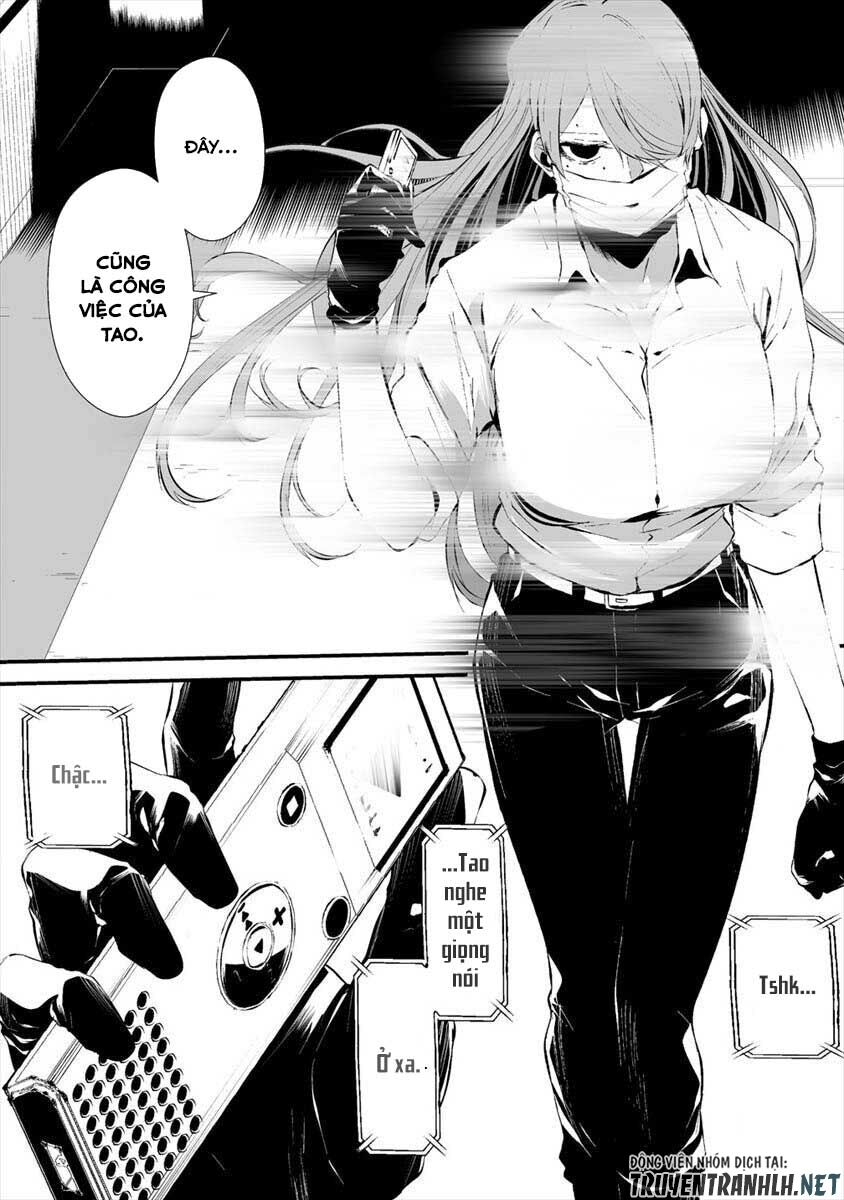 ĐÂY...
CŨNG
LÀ CÔNG
VIỆC CỦA
TAO.
Chậc...
...Tao
nghe
một
giọng
nói
Ở xa.
Tshk...
ĐỘNG VIÊN NHÓM DỊCH TẠI:
TRUYENTRANHLH.NET